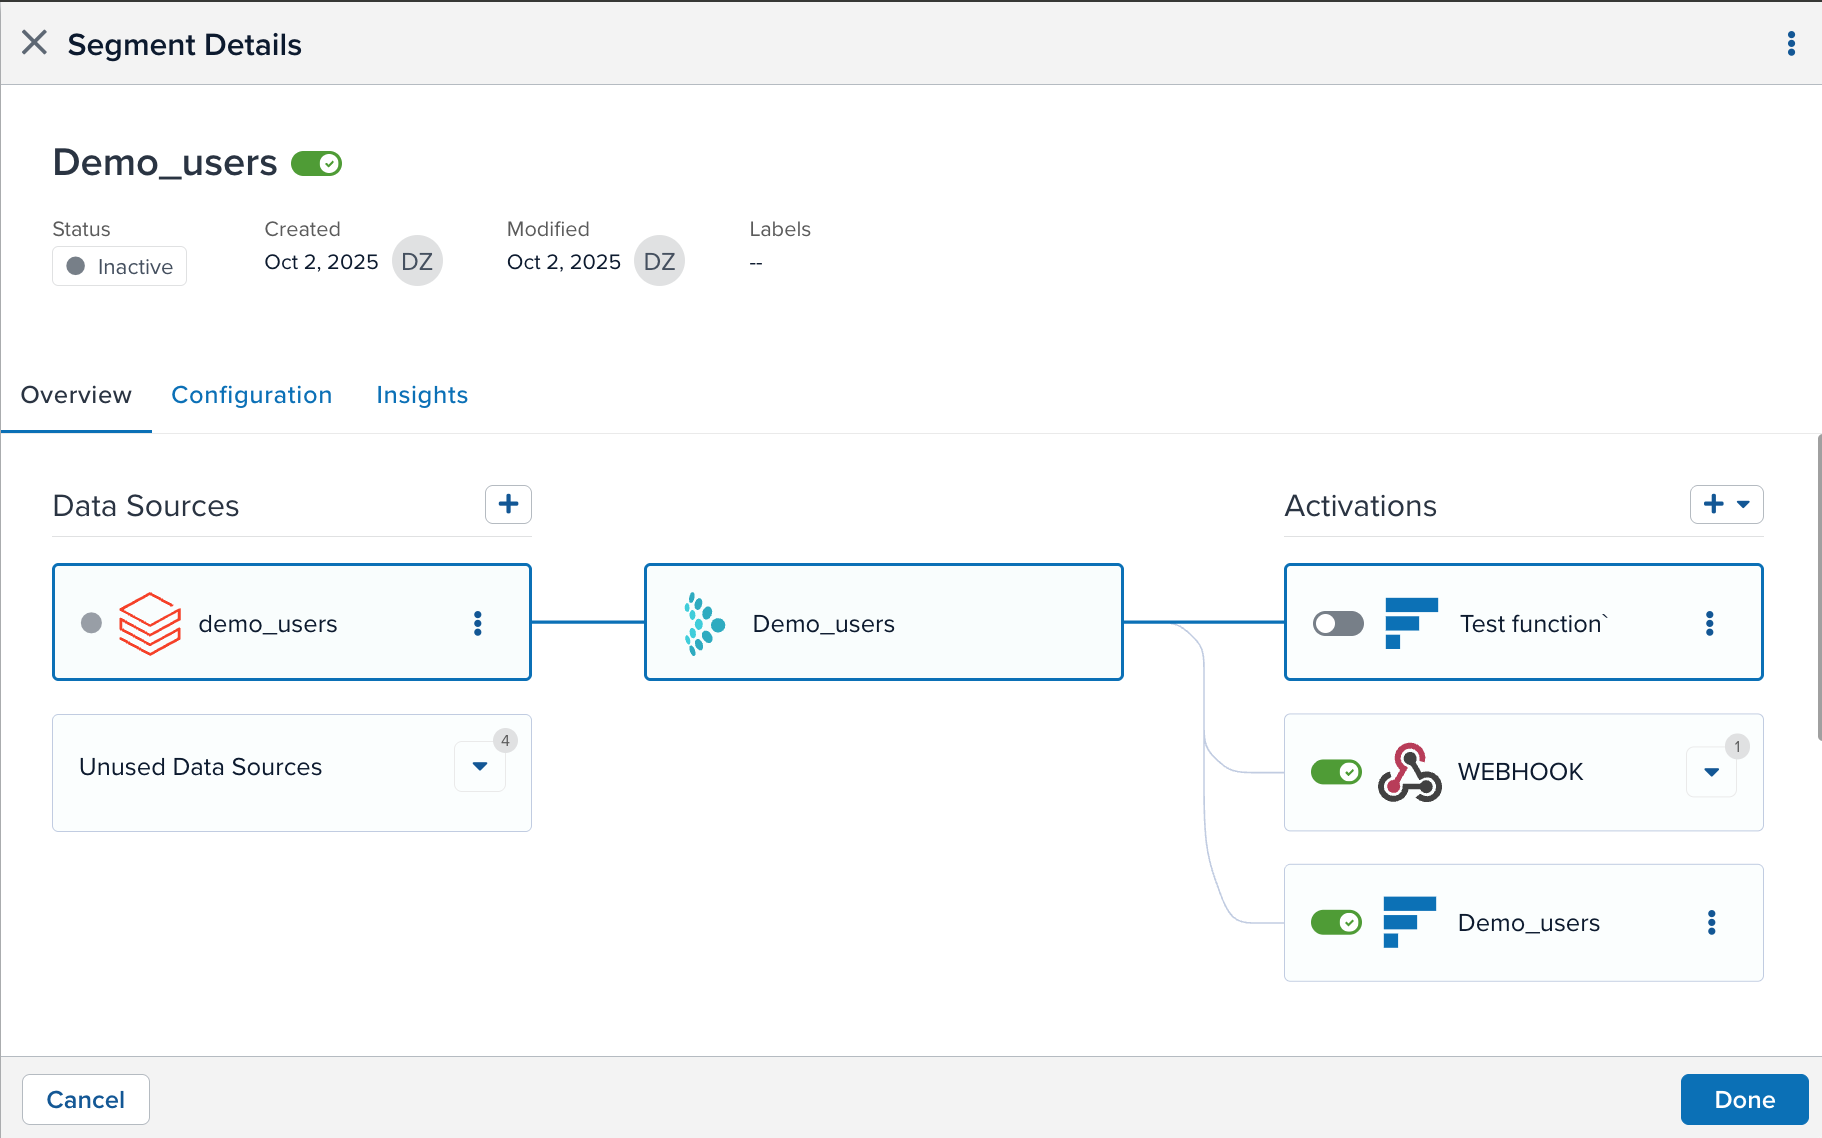 Segment Details
Demo_users
Status
Created
Modified
Labels
Inactive
Oct 2, 2025
DZ
Oct 2, 2025
DZ
--
Overview
Configuration
Insights
Data Sources
Activations
demo_users
Demo_users
Test function`
Unused Data Sources
4
WEBHOOK
1
Demo_users
Cancel
Done